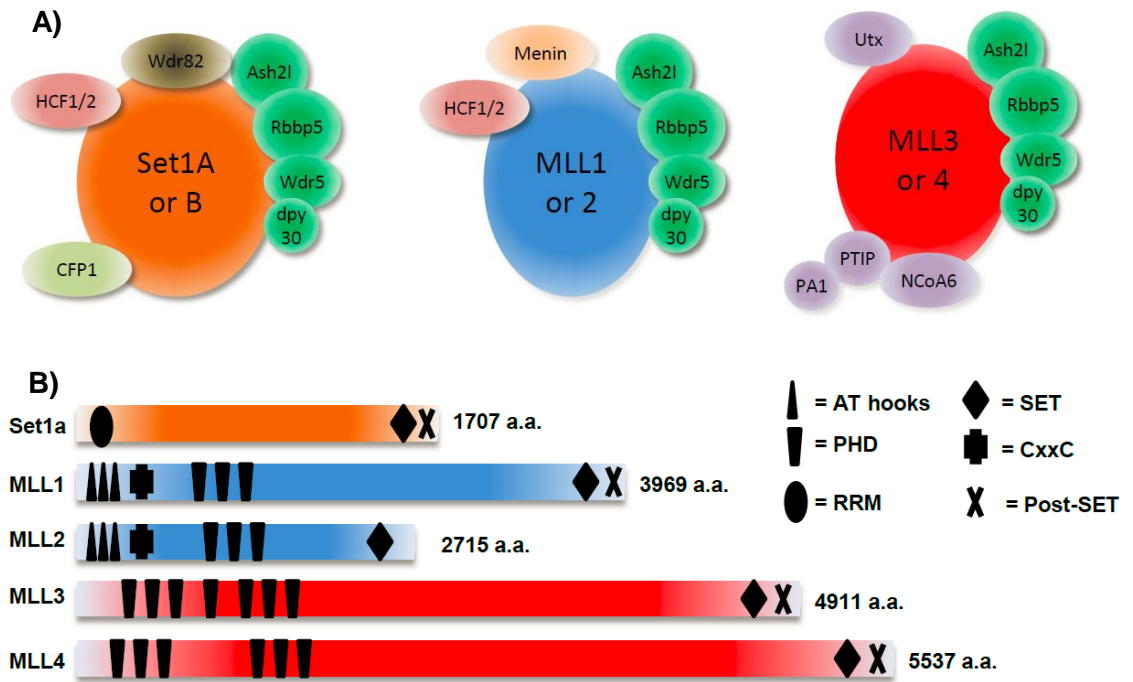 A)
Wdr82
HCF1/2
Set1A
or B
CFP1
Ash2l
Rbbp5
Wdr5
dpy
30
Menin
HCF1/2
MLL1
or 2
Ash2l
Rbbp5
Wdr5
dpy
30
Utx
MLL3
or 4
PTIP
PA1
NCoA6
Ash2l
Rbbp5
Wdr5
dpy
30
B)
Set1a
1707 a.a.
MLL1
3969 a.a.
MLL2
2715 a.a.
MLL3
4911 a.a.
MLL4
5537 a.a.
= AT hooks
= PHD
= RRM
= SET
= CxxC
= Post-SET